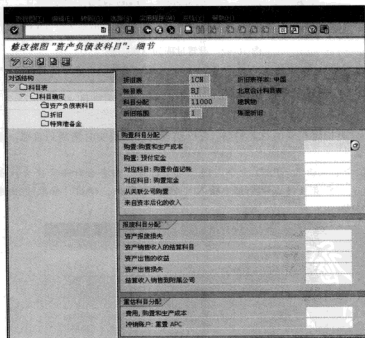 修改视图"资产负债表科目": 细节
对话结构
科目表
科目确定
资产负债表科目
折旧
特殊准备金
折旧表 1CN 折旧表样本: 中国
帐目表 BJ 北京会计科目表
科目分配 11000 建筑物
折旧范围 1 帐面折旧
购置科目分配
购置:购置和生产成本
购置: 预付定金
对应科目: 购置价值记帐
对应科目: 购置定金
从关联公司购置
来自资本后化的收入
报废科目分配
资产报废损失
资产销售收入的结算科目
资产出售的收益
资产出售损失
结算收入销售到附属公司
重估科目分配
费用, 购置和生产成本
冲销账户: 重置 APC